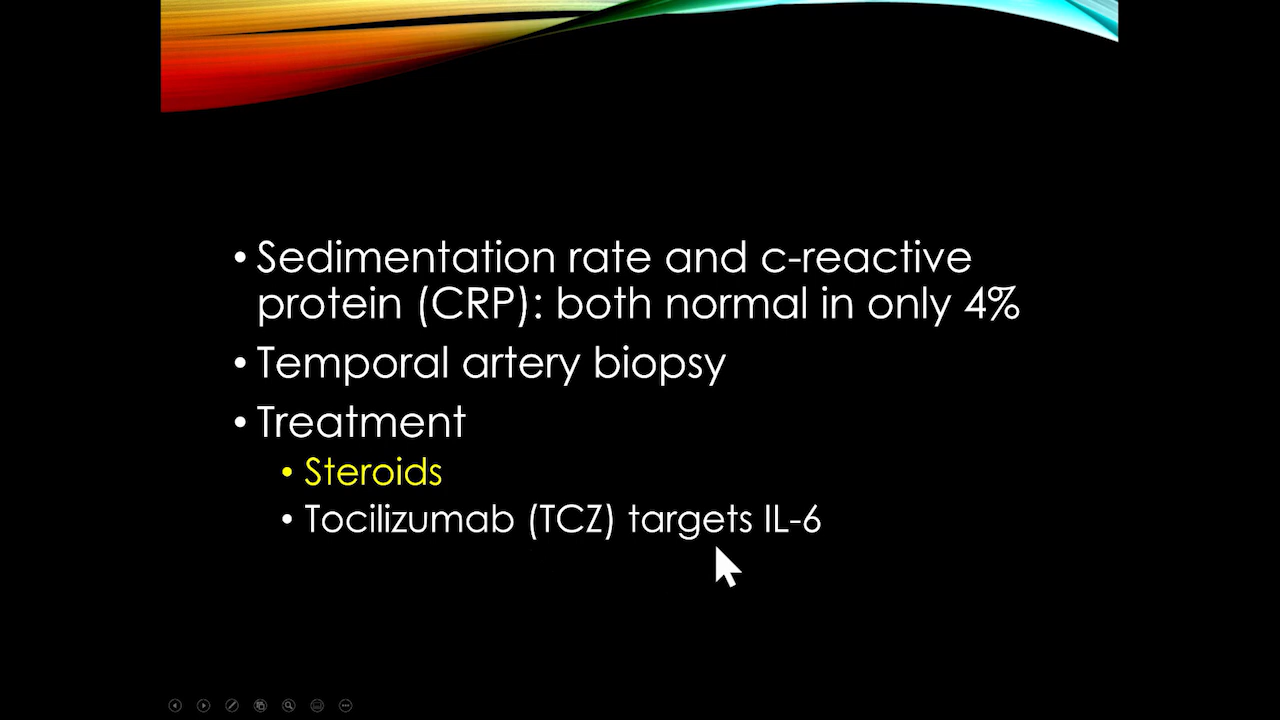 • Sedimentation rate and c-reactive
protein (CRP): both normal in only 4%
• Temporal artery biopsy
• Treatment
• Steroids
• Tocilizumab (TCZ) targets IL-6